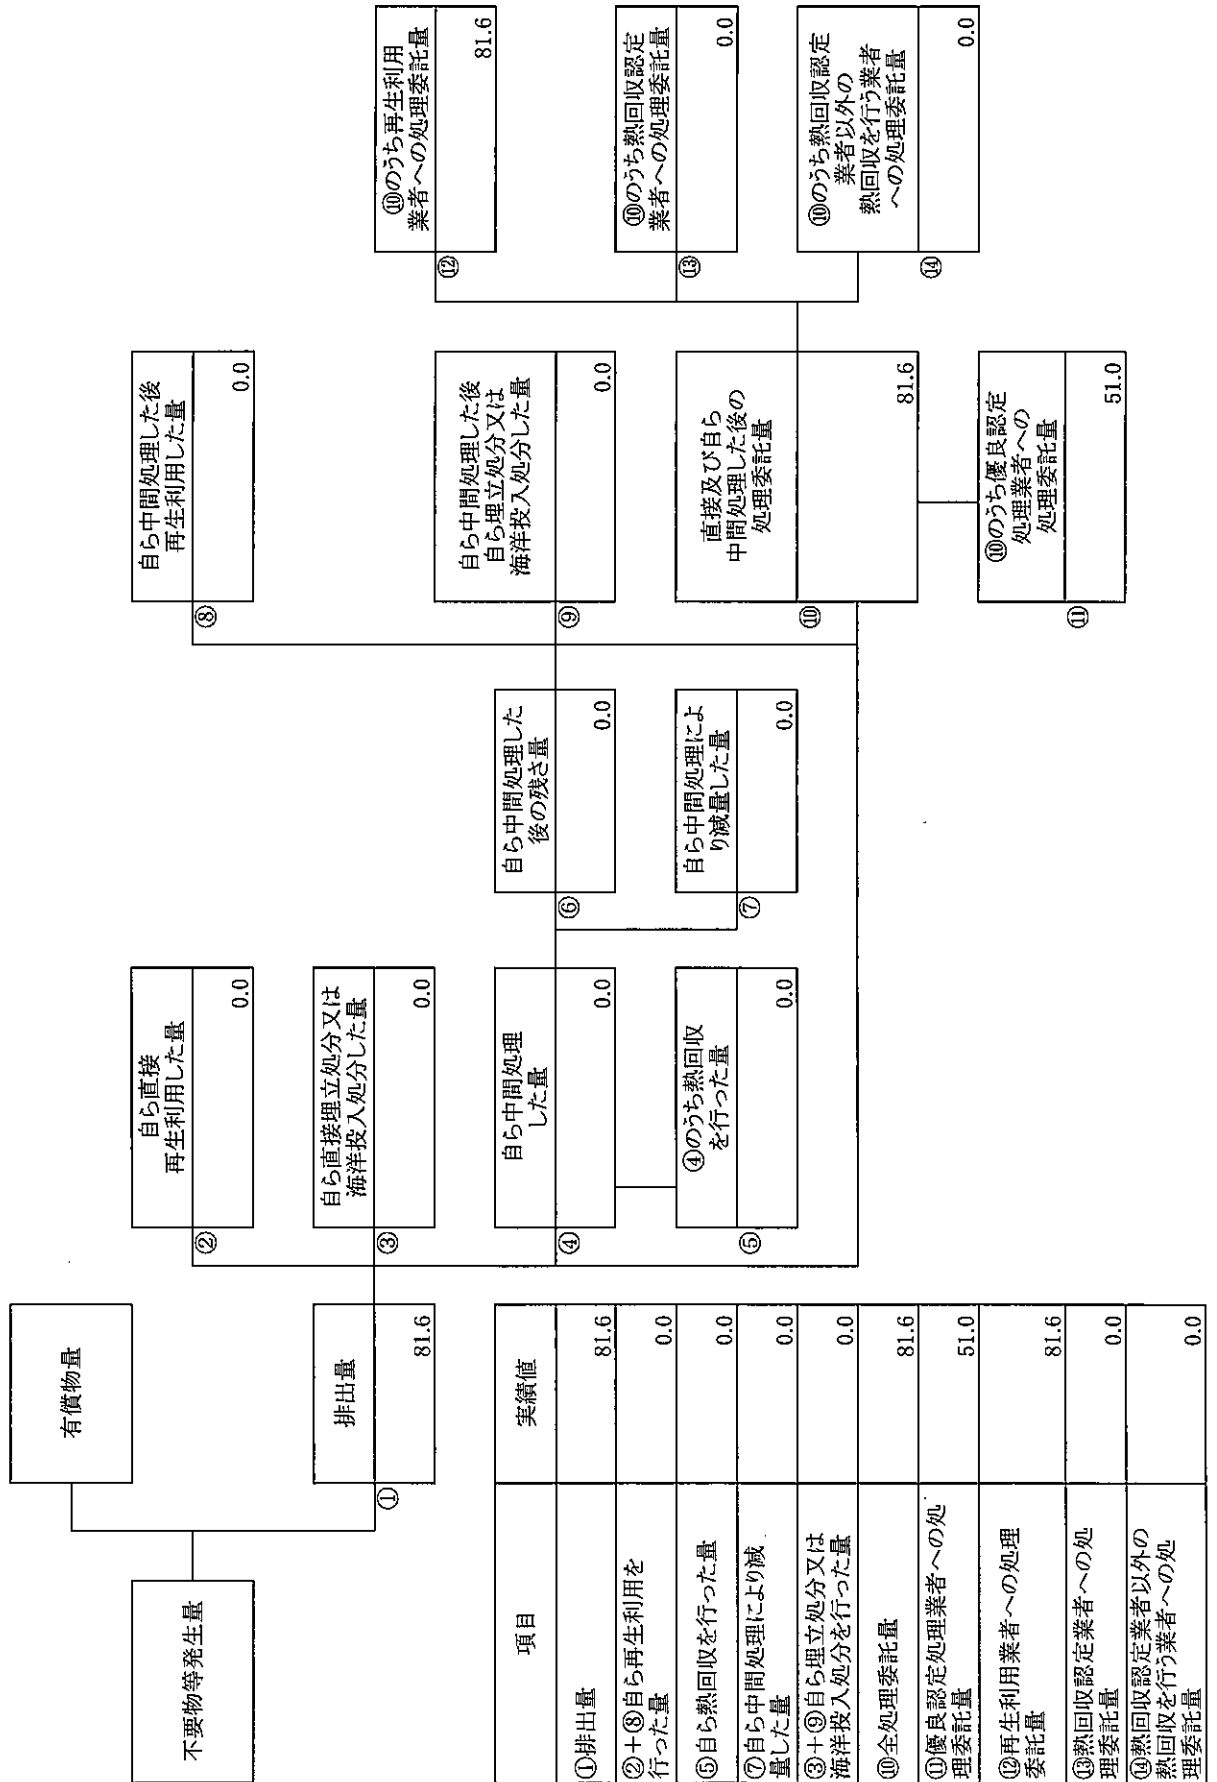 不要物等発生量
有償物量
排出量
①
81.6
自ら直接
再生利用した量
②
0.0
自ら直接埋立処分又は
海洋投入処分した量
③
0.0
自ら中間処理
した量
④
0.0
④のうち熱回収
を行った量
⑤
0.0
自ら中間処理した
後の残さ量
⑥
0.0
自ら中間処理によ
り減量した量
⑦
0.0
自ら中間処理した後
再生利用した量
⑧
0.0
自ら中間処理した後
自ら埋立処分又は
海洋投入処分した量
⑨
0.0
直接及び自ら
中間処理した後の
処理委託量
⑩
81.6
⑩のうち優良認定
処理業者への
処理委託量
⑪
51.0
⑩のうち再生利用
業者への処理委託量
⑫
81.6
⑩のうち熱回収認定
業者への処理委託量
⑬
0.0
⑩のうち熱回収認定
業者以外の
熱回収を行う業者
への処理委託量
⑭
0.0
項目 実績値
①排出量 81.6
②+⑧自ら再生利用を
行った量 0.0
⑤自ら熱回収を行った量 0.0
⑦自ら中間処理により減
量した量 0.0
③+⑨自ら埋立処分又は
海洋投入処分を行った量 0.0
⑩全処理委託量 81.6
⑪優良認定処理業者への処
理委託量 51.0
⑫再生利用業者への処理
委託量 81.6
⑬熱回収認定業者への処
理委託量 0.0
⑭熱回収認定業者以外の
熱回収を行う業者への処
理委託量 0.0